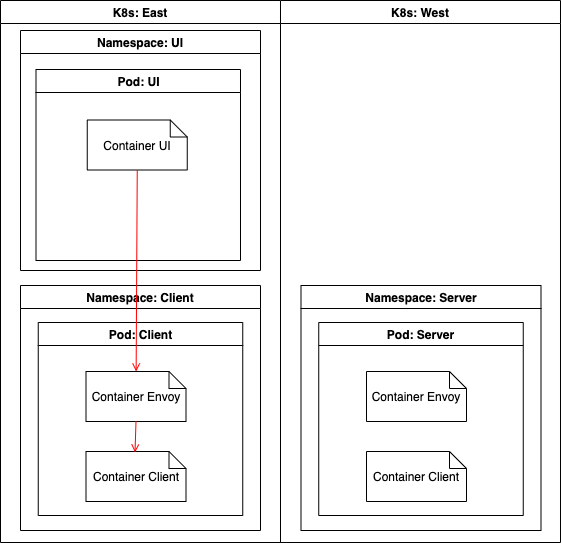 K8s: East
K8s: West
Namespace: UI
Pod: UI
Container UI
Namespace: Client
Pod: Client
Container Envoy
Container Client
Namespace: Server
Pod: Server
Container Envoy
Container Client